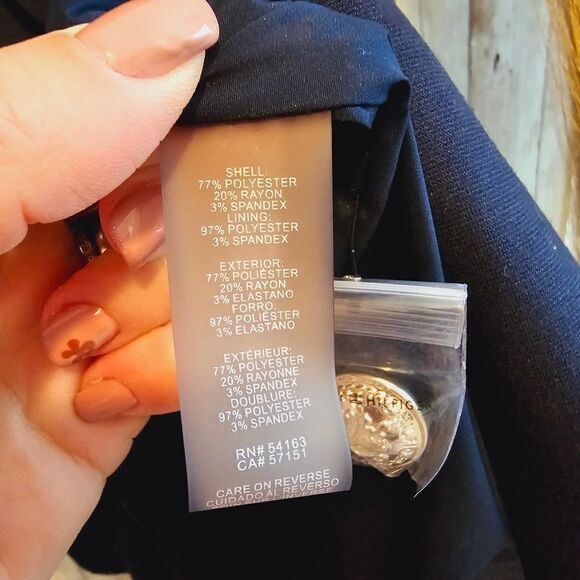 SHELL:
77% POLYESTER
20% RAYON
3% SPANDEX
LINING:
97% POLYESTER
3% SPANDEX
EXTERIOR:
77% POLIÉSTER
20% RAYON
3% ELASTANO
FORRO:
97% POLIÉSTER
3% ELASTANO
EXTÉRIEUR:
77% POLYESTER
20% RAYONNE
3% SPANDEX
DOUBLURE:
97% POLYESTER
3% SPANDEX
RN# 54163
CA# 57151
CARE ON REVERSE
CUIDADO AL REVERSO
HILFIGER